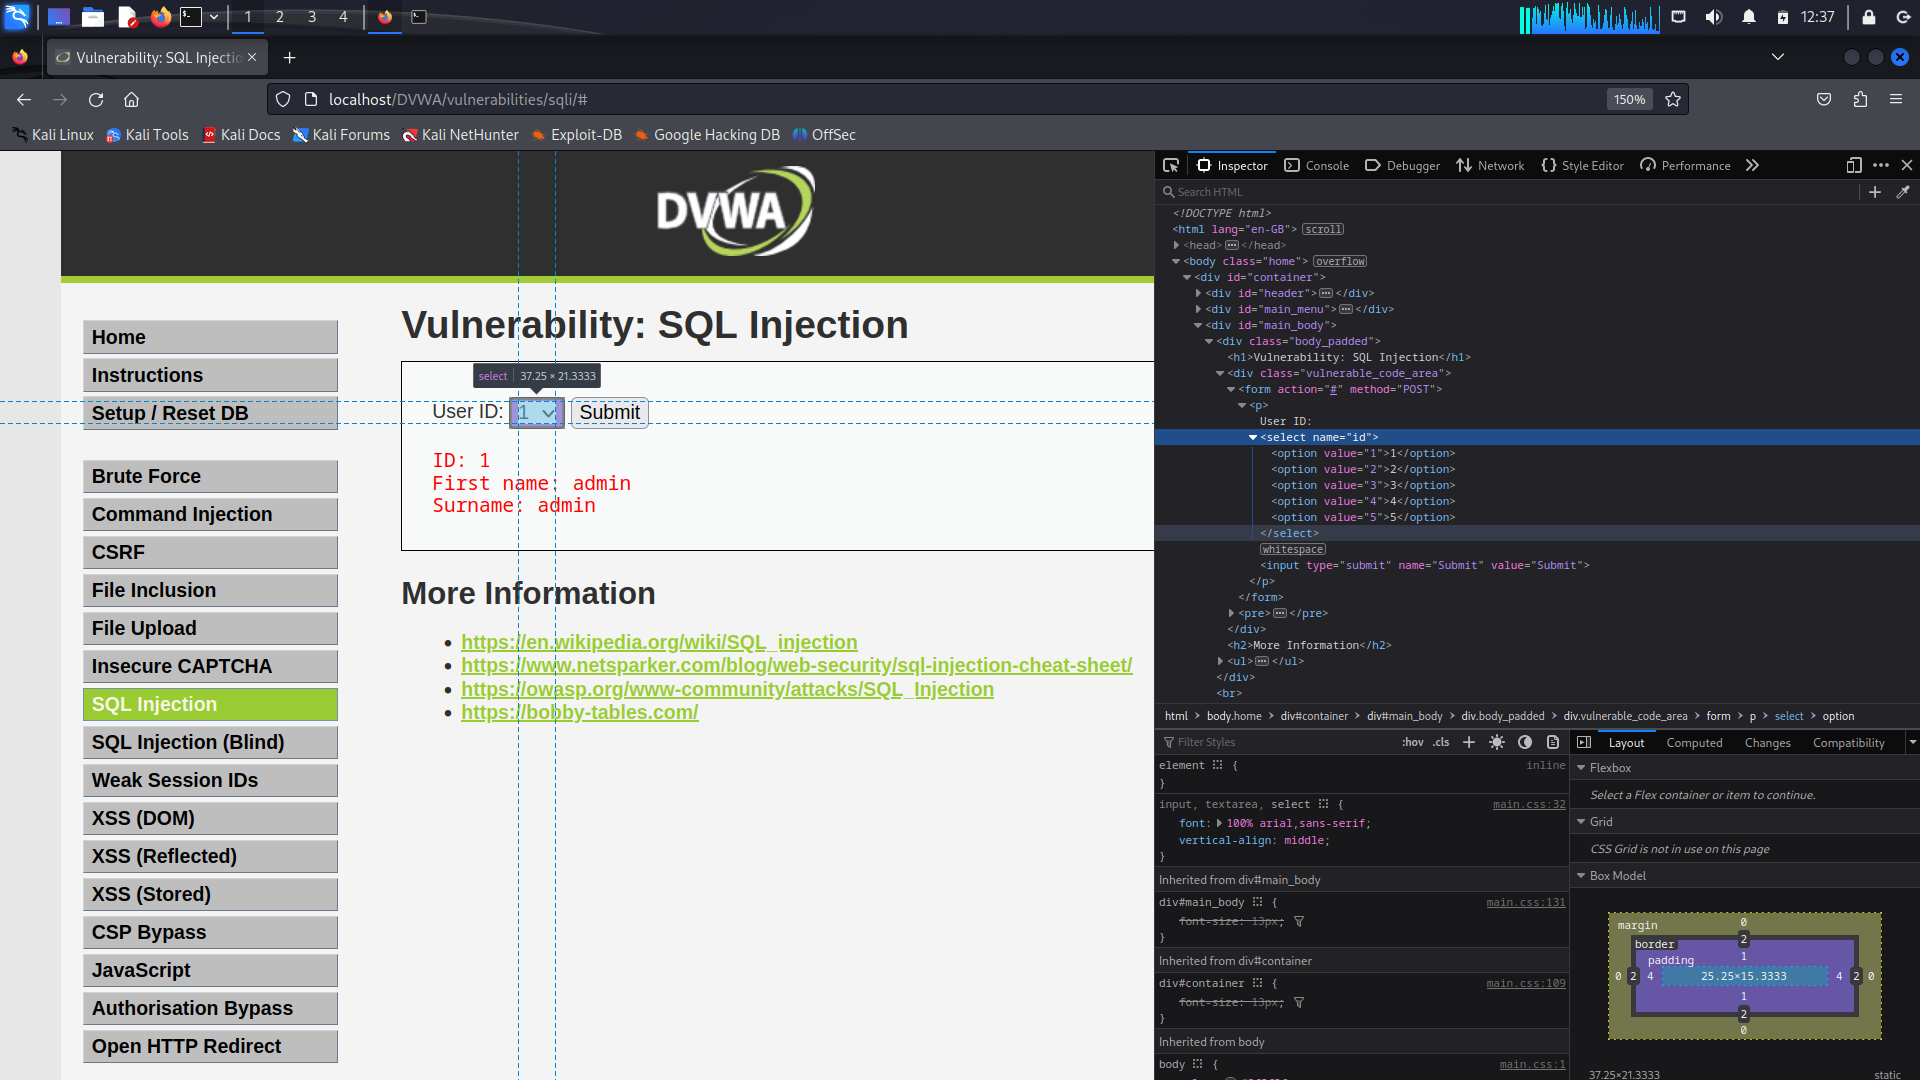 1 2 3 4 12:37
Vulnerability: SQL Injectio
localhost/DVWA/vulnerabilities/sqli/# 150%
Kali Linux Kali Tools Kali Docs Kali Forums Kali NetHunter Exploit-DB Google Hacking DB OffSec
DVWA
Home
Instructions
Setup / Reset DB
Brute Force
Command Injection
CSRF
File Inclusion
File Upload
Insecure CAPTCHA
SQL Injection
SQL Injection (Blind)
Weak Session IDs
XSS (DOM)
XSS (Reflected)
XSS (Stored)
CSP Bypass
JavaScript
Authorisation Bypass
Open HTTP Redirect
Vulnerability: SQL Injection
select 37.25 × 21.3333
User ID: 1 Submit
ID: 1
First name: admin
Surname: admin
More Information
https://en.wikipedia.org/wiki/SQL_injection
https://www.netsparker.com/blog/web-security/sql-injection-cheat-sheet/
https://owasp.org/www-community/attacks/SQL_Injection
https://bobby-tables.com/
Inspector Console Debugger Network Style Editor Performance
Search HTML
<!DOCTYPE html>
<html lang="en-GB"> scroll
<head> </head>
<body class="home"> overflow
<div id="container">
<div id="header"> </div>
<div id="main_menu"> </div>
<div id="main_body">
<div class="body_padded">
<h1>Vulnerability: SQL Injection</h1>
<div class="vulnerable_code_area">
<form action="#" method="POST">
<p>
User ID:
<select name="id">
<option value="1">1</option>
<option value="2">2</option>
<option value="3">3</option>
<option value="4">4</option>
<option value="5">5</option>
</select>
whitespace
<input type="submit" name="Submit" value="Submit">
</p>
</form>
<pre> </pre>
</div>
<h2>More Information</h2>
<ul> </ul>
</div>
<br>
html body.home div#container div#main_body div.body_padded div.vulnerable_code_area form p select option
Filter Styles :hov .cls
element { inline
}
input, textarea, select { main.css:32
font: 100% arial,sans-serif;
vertical-align: middle;
}
Inherited from div#main_body
div#main_body { main.css:131
font-size: 13px;
}
Inherited from div#container
div#container { main.css:109
font-size: 13px;
}
Inherited from body
body { main.css:1
Layout Computed Changes Compatibility
Flexbox
Select a Flex container or item to continue.
Grid
CSS Grid is not in use on this page
Box Model
margin 0
border 2
padding 1
0 2 4 25.25×15.3333 4 2 0
1
2
0
37.25×21.3333 static